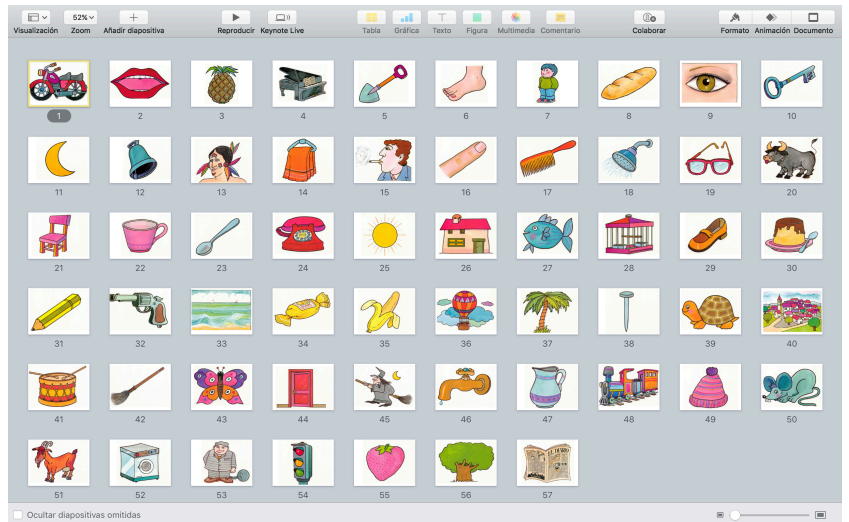 52%
Visualización Zoom Añadir diapositiva Reproducir Keynote Live Tabla Gráfica Texto Figura Multimedia Comentario Colaborar Formato Animación Documento
1 2 3 4 5 6 7 8 9 10
11 12 13 14 15 16 17 18 19 20
21 22 23 24 25 26 27 28 29 30
31 32 33 34 35 36 37 38 39 40
41 42 43 44 45 46 47 48 49 50
51 52 53 54 55 56 57
Ocultar diapositivas omitidas